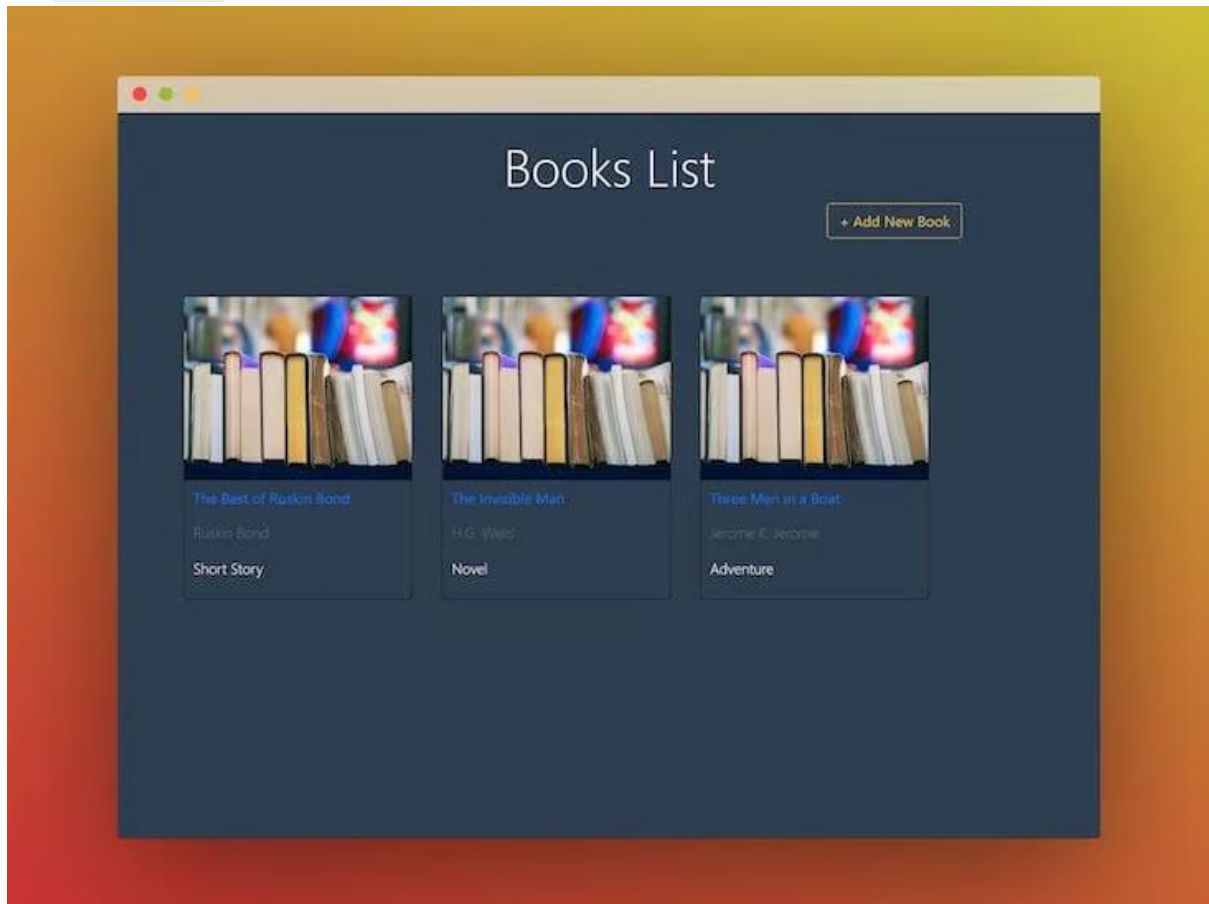 Books List
+ Add New Book
The Best of Ruskin Bond
Ruskin Bond
Short Story
The Invisible Man
H.G. Wells
Novel
Three Men in a Boat
Jerome K. Jerome
Adventure